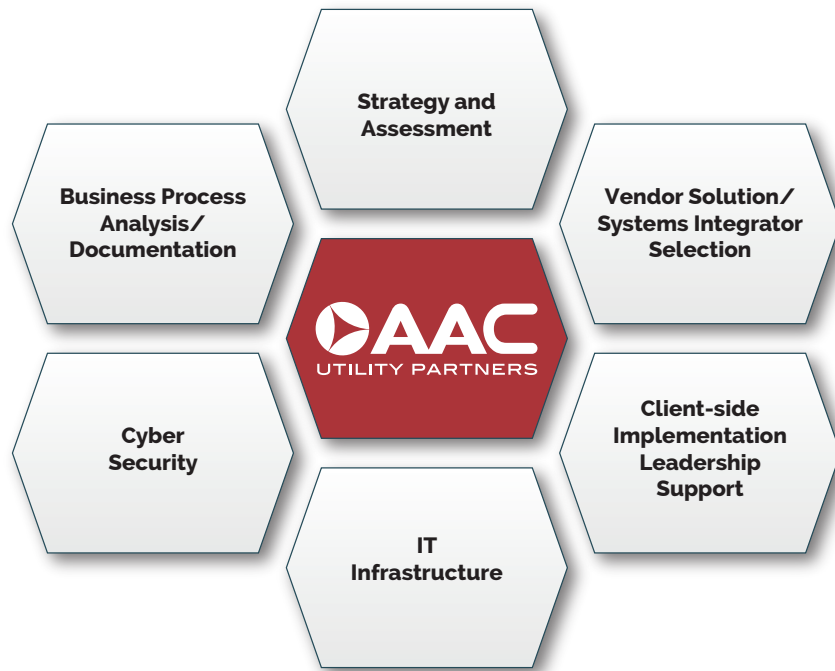 Strategy and
Assessment
Business Process
Analysis/
Documentation
Vendor Solution/
Systems Integrator
Selection
AAC
UTILITY PARTNERS
Cyber
Security
Client-side
Implementation
Leadership
Support
IT
Infrastructure